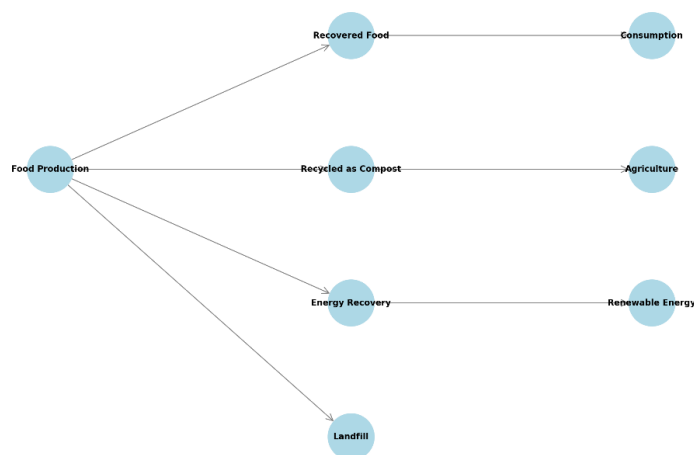 Recovered Food
Consumption
Food Production
Recycled as Compost
Agriculture
Energy Recovery
Renewable Energy
Landfill